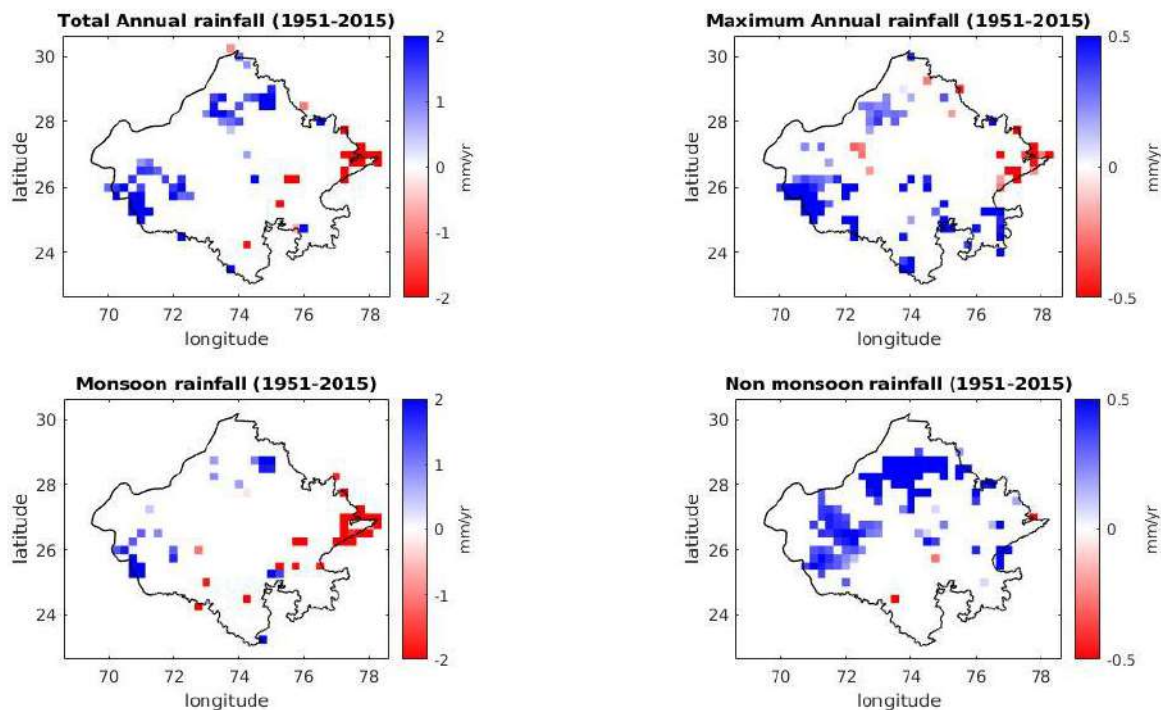 Total Annual rainfall (1951-2015)
30
28
26
24
latitude
70 72 74 76 78
longitude
2
1
0
-1
-2
mm/yr
Maximum Annual rainfall (1951-2015)
30
28
26
24
latitude
70 72 74 76 78
longitude
0.5
0
-0.5
mm/yr
Monsoon rainfall (1951-2015)
30
28
26
24
latitude
70 72 74 76 78
longitude
2
1
0
-1
-2
mm/yr
Non monsoon rainfall (1951-2015)
30
28
26
24
latitude
70 72 74 76 78
longitude
0.5
0
-0.5
mm/yr